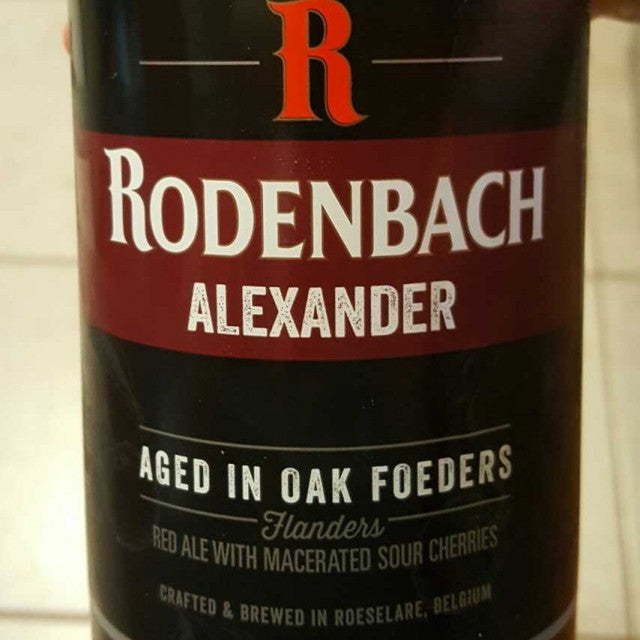 R
RODENBACH
ALEXANDER
AGED IN OAK FOEDERS
Flanders
RED ALE WITH MACERATED SOUR CHERRIES
CRAFTED & BREWED IN ROESELARE, BELGIUM